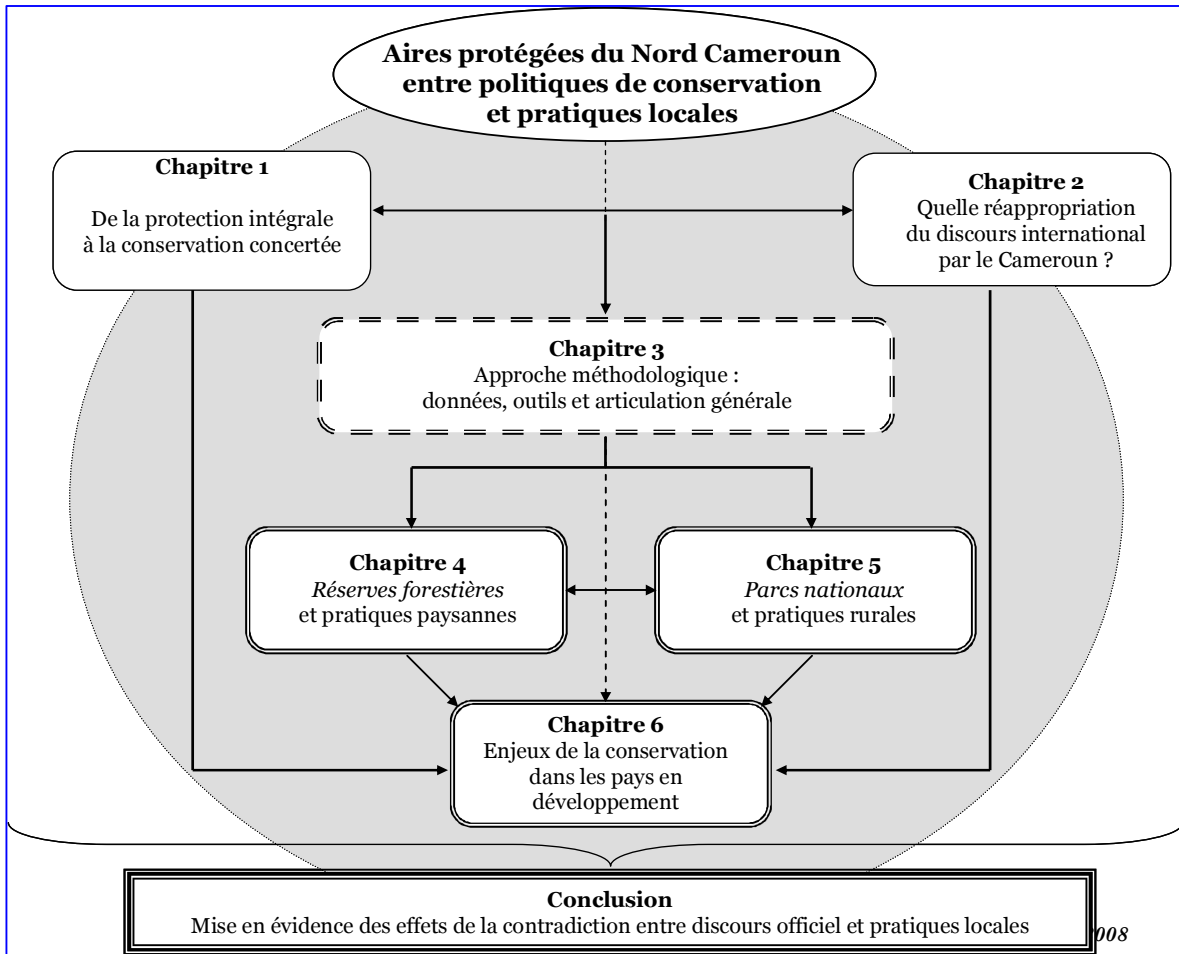 Aires protégées du Nord Cameroun
entre politiques de conservation
et pratiques locales
Chapitre 1
De la protection intégrale
à la conservation concertée
Chapitre 2
Quelle réappropriation
du discours international
par le Cameroun ?
Chapitre 3
Approche méthodologique :
données, outils et articulation générale
Chapitre 4
Réserves forestières
et pratiques paysannes
Chapitre 5
Parcs nationaux
et pratiques rurales
Chapitre 6
Enjeux de la conservation
dans les pays en
développement
Conclusion
Mise en évidence des effets de la contradiction entre discours officiel et pratiques locales